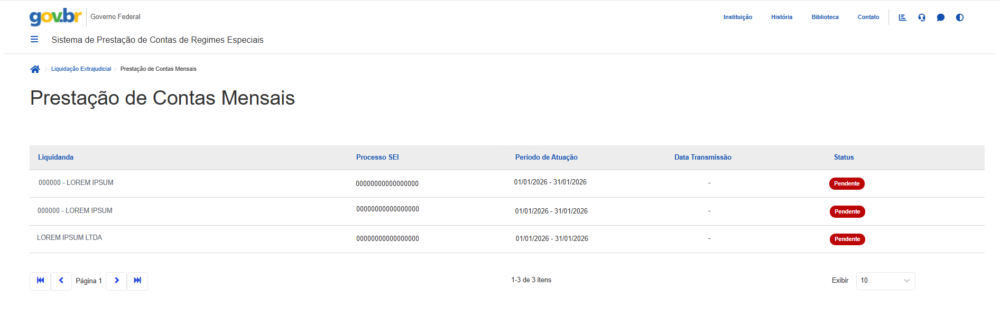 gov.br Governo Federal Instituição História Biblioteca Contato
Sistema de Prestação de Contas de Regimes Especiais
Liquidação Extrajudicial Prestação de Contas Mensais
Prestação de Contas Mensais
Liquidanda Processo SEI Período de Atuação Data Transmissão Status
000000 - LOREM IPSUM 00000000000000000 01/01/2026 - 31/01/2026 - Pendente
000000 - LOREM IPSUM 00000000000000000 01/01/2026 - 31/01/2026 - Pendente
LOREM IPSUM LTDA 00000000000000000 01/01/2026 - 31/01/2026 - Pendente
Página 1 1-3 de 3 itens Exibir 10